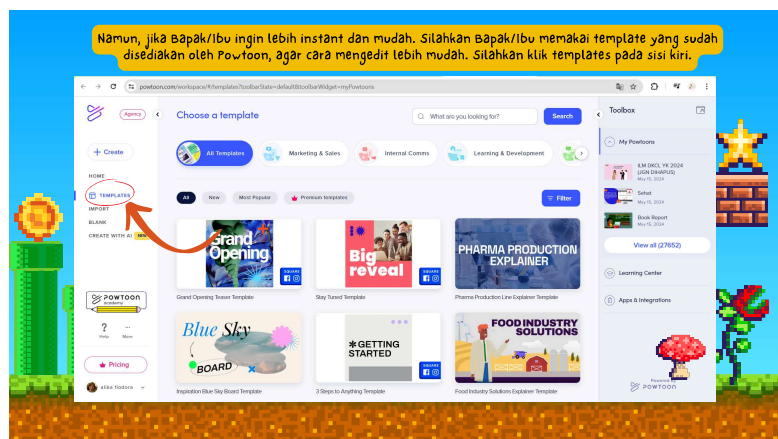 Namun, jika Bapak/Ibu ingin lebih instant dan mudah. Silahkan Bapak/Ibu memakai template yang sudah
disediakan oleh Powtoon, agar cara mengedit lebih mudah. Silahkan klik templates pada sisi kiri.
powtoon.com/workspace/#/templates?toolbarState=default&toolbarWidget=myPowtoons
Agency
Choose a template
What are you looking for?
Search
Toolbox
+ Create
All Templates
Marketing & Sales
Internal Comms
Learning & Development
My Powtoons
HOME
TEMPLATES
IMPORT
BLANK
CREATE WITH AI
All
New
Most Popular
Premium templates
Filter
ILM DKCI, YK 2024
(JGN DIHAPUS)
May 15, 2024
Sehat
May 15, 2024
Book Report
May 15, 2024
View all (27652)
Learning Center
Apps & Integrations
Grand
Opening
SQUARE
Grand Opening Teaser Template
Big
reveal
SQUARE
Stay Tuned Template
PHARMA PRODUCTION
EXPLAINER
Pharma Production Line Explainer Template
POWTOON
academy
? Help
... More
Pricing
alika fiodora
Blue Sky
BOARD
Inspiration Blue Sky Board Template
*GETTING
STARTED
SQUARE
3 Steps to Anything Template
FOOD INDUSTRY
SOLUTIONS
Food Industry Solutions Explainer Template
Powered by
POWTOON